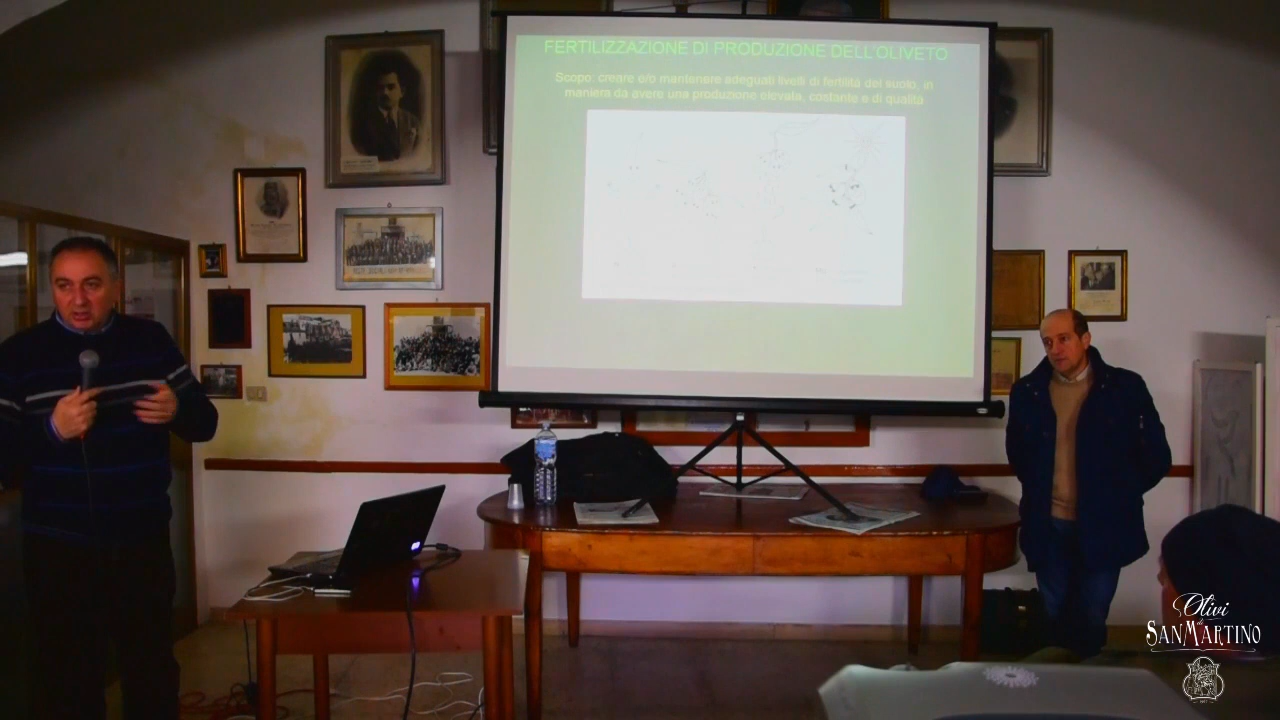 FERTILIZZAZIONE DI PRODUZIONE DELL'OLIVETO
Scopo: creare e/o mantenere adeguati livelli di fertilità del suolo, in
maniera da avere una produzione elevata, costante e di qualità
Olivi
di
SANMARTINO